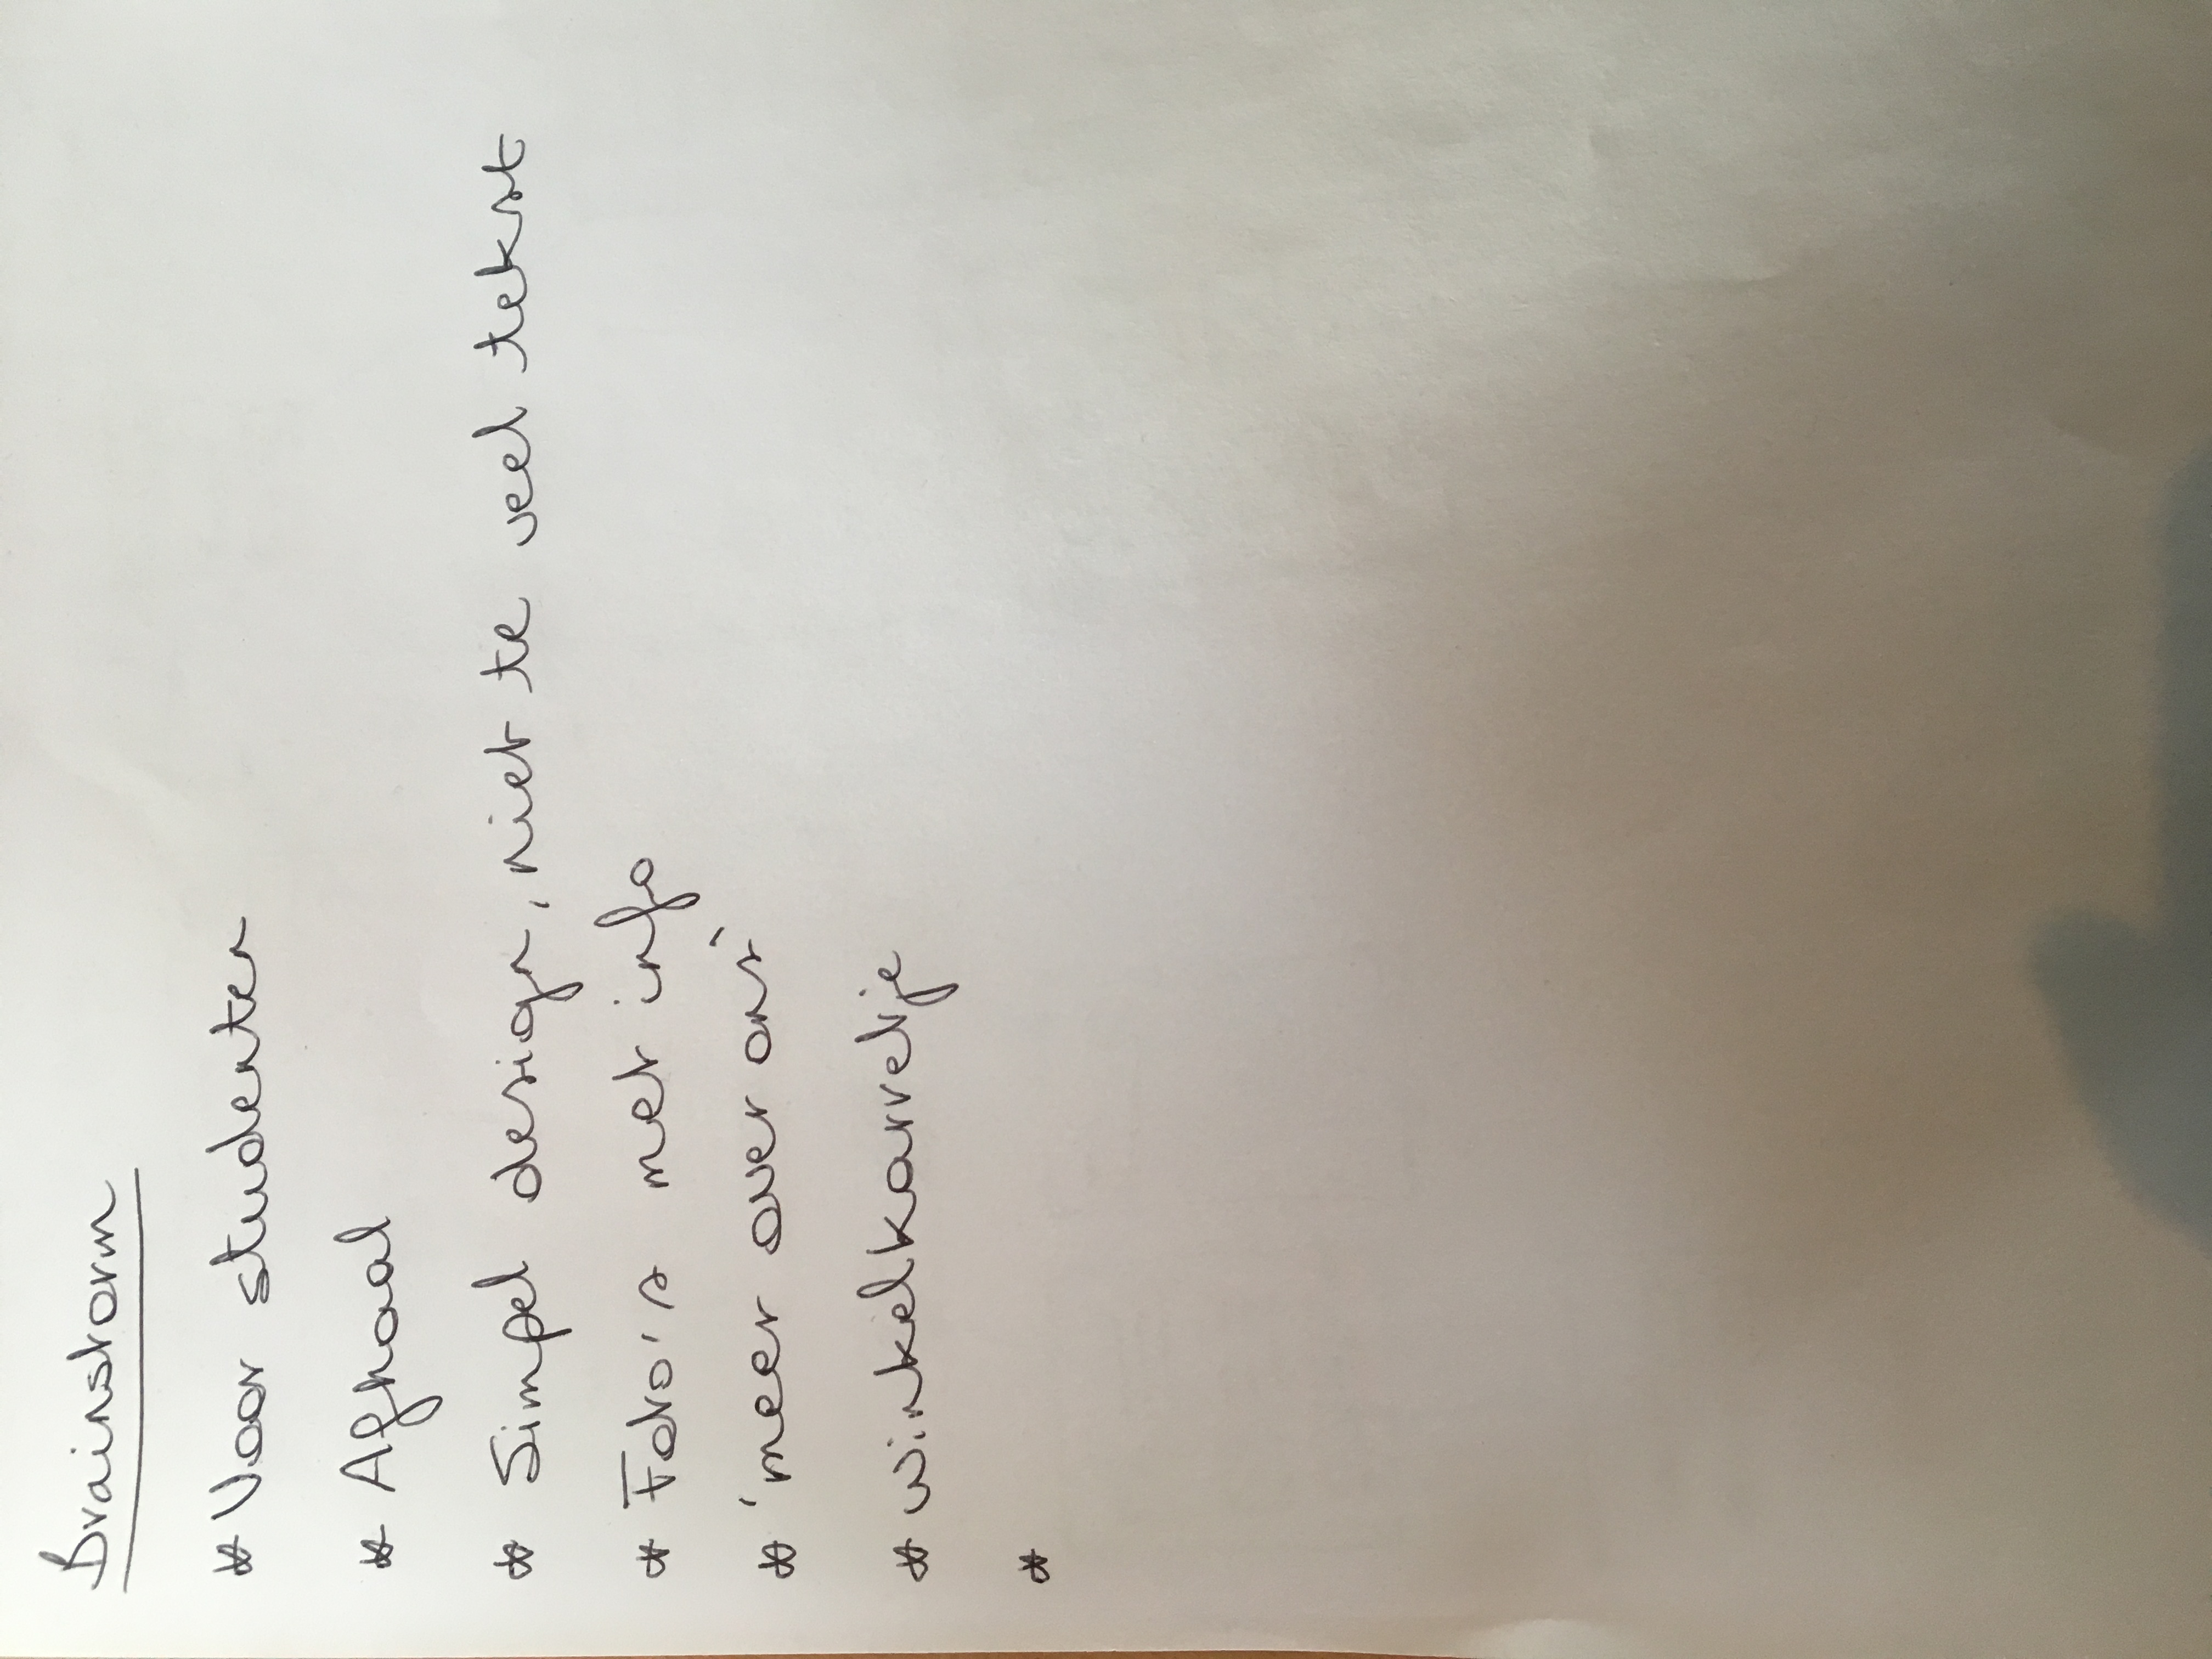 Brainstorm
* Voor studenten
* Afhaal
* Simpel design, niet te veel tekst
* Foto's met info
* 'meer over ons'
* winkelkarretje
*